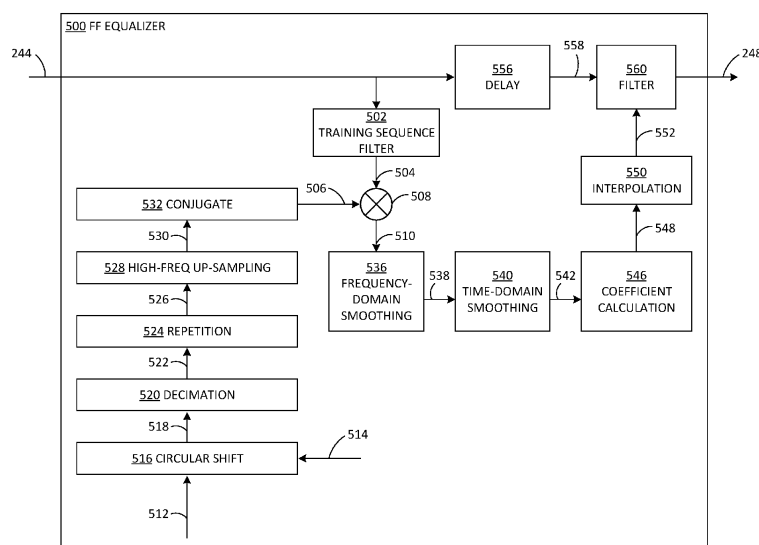 500 FF EQUALIZER
244
556
DELAY
558
560
FILTER
248
502
TRAINING SEQUENCE
FILTER
552
504
550
INTERPOLATION
532 CONJUGATE
506
508
530
510
548
528 HIGH-FREQ UP-SAMPLING
536
FREQUENCY-
DOMAIN
SMOOTHING
538
540
TIME-DOMAIN
SMOOTHING
542
546
COEFFICIENT
CALCULATION
526
524 REPETITION
522
520 DECIMATION
518
514
516 CIRCULAR SHIFT
512